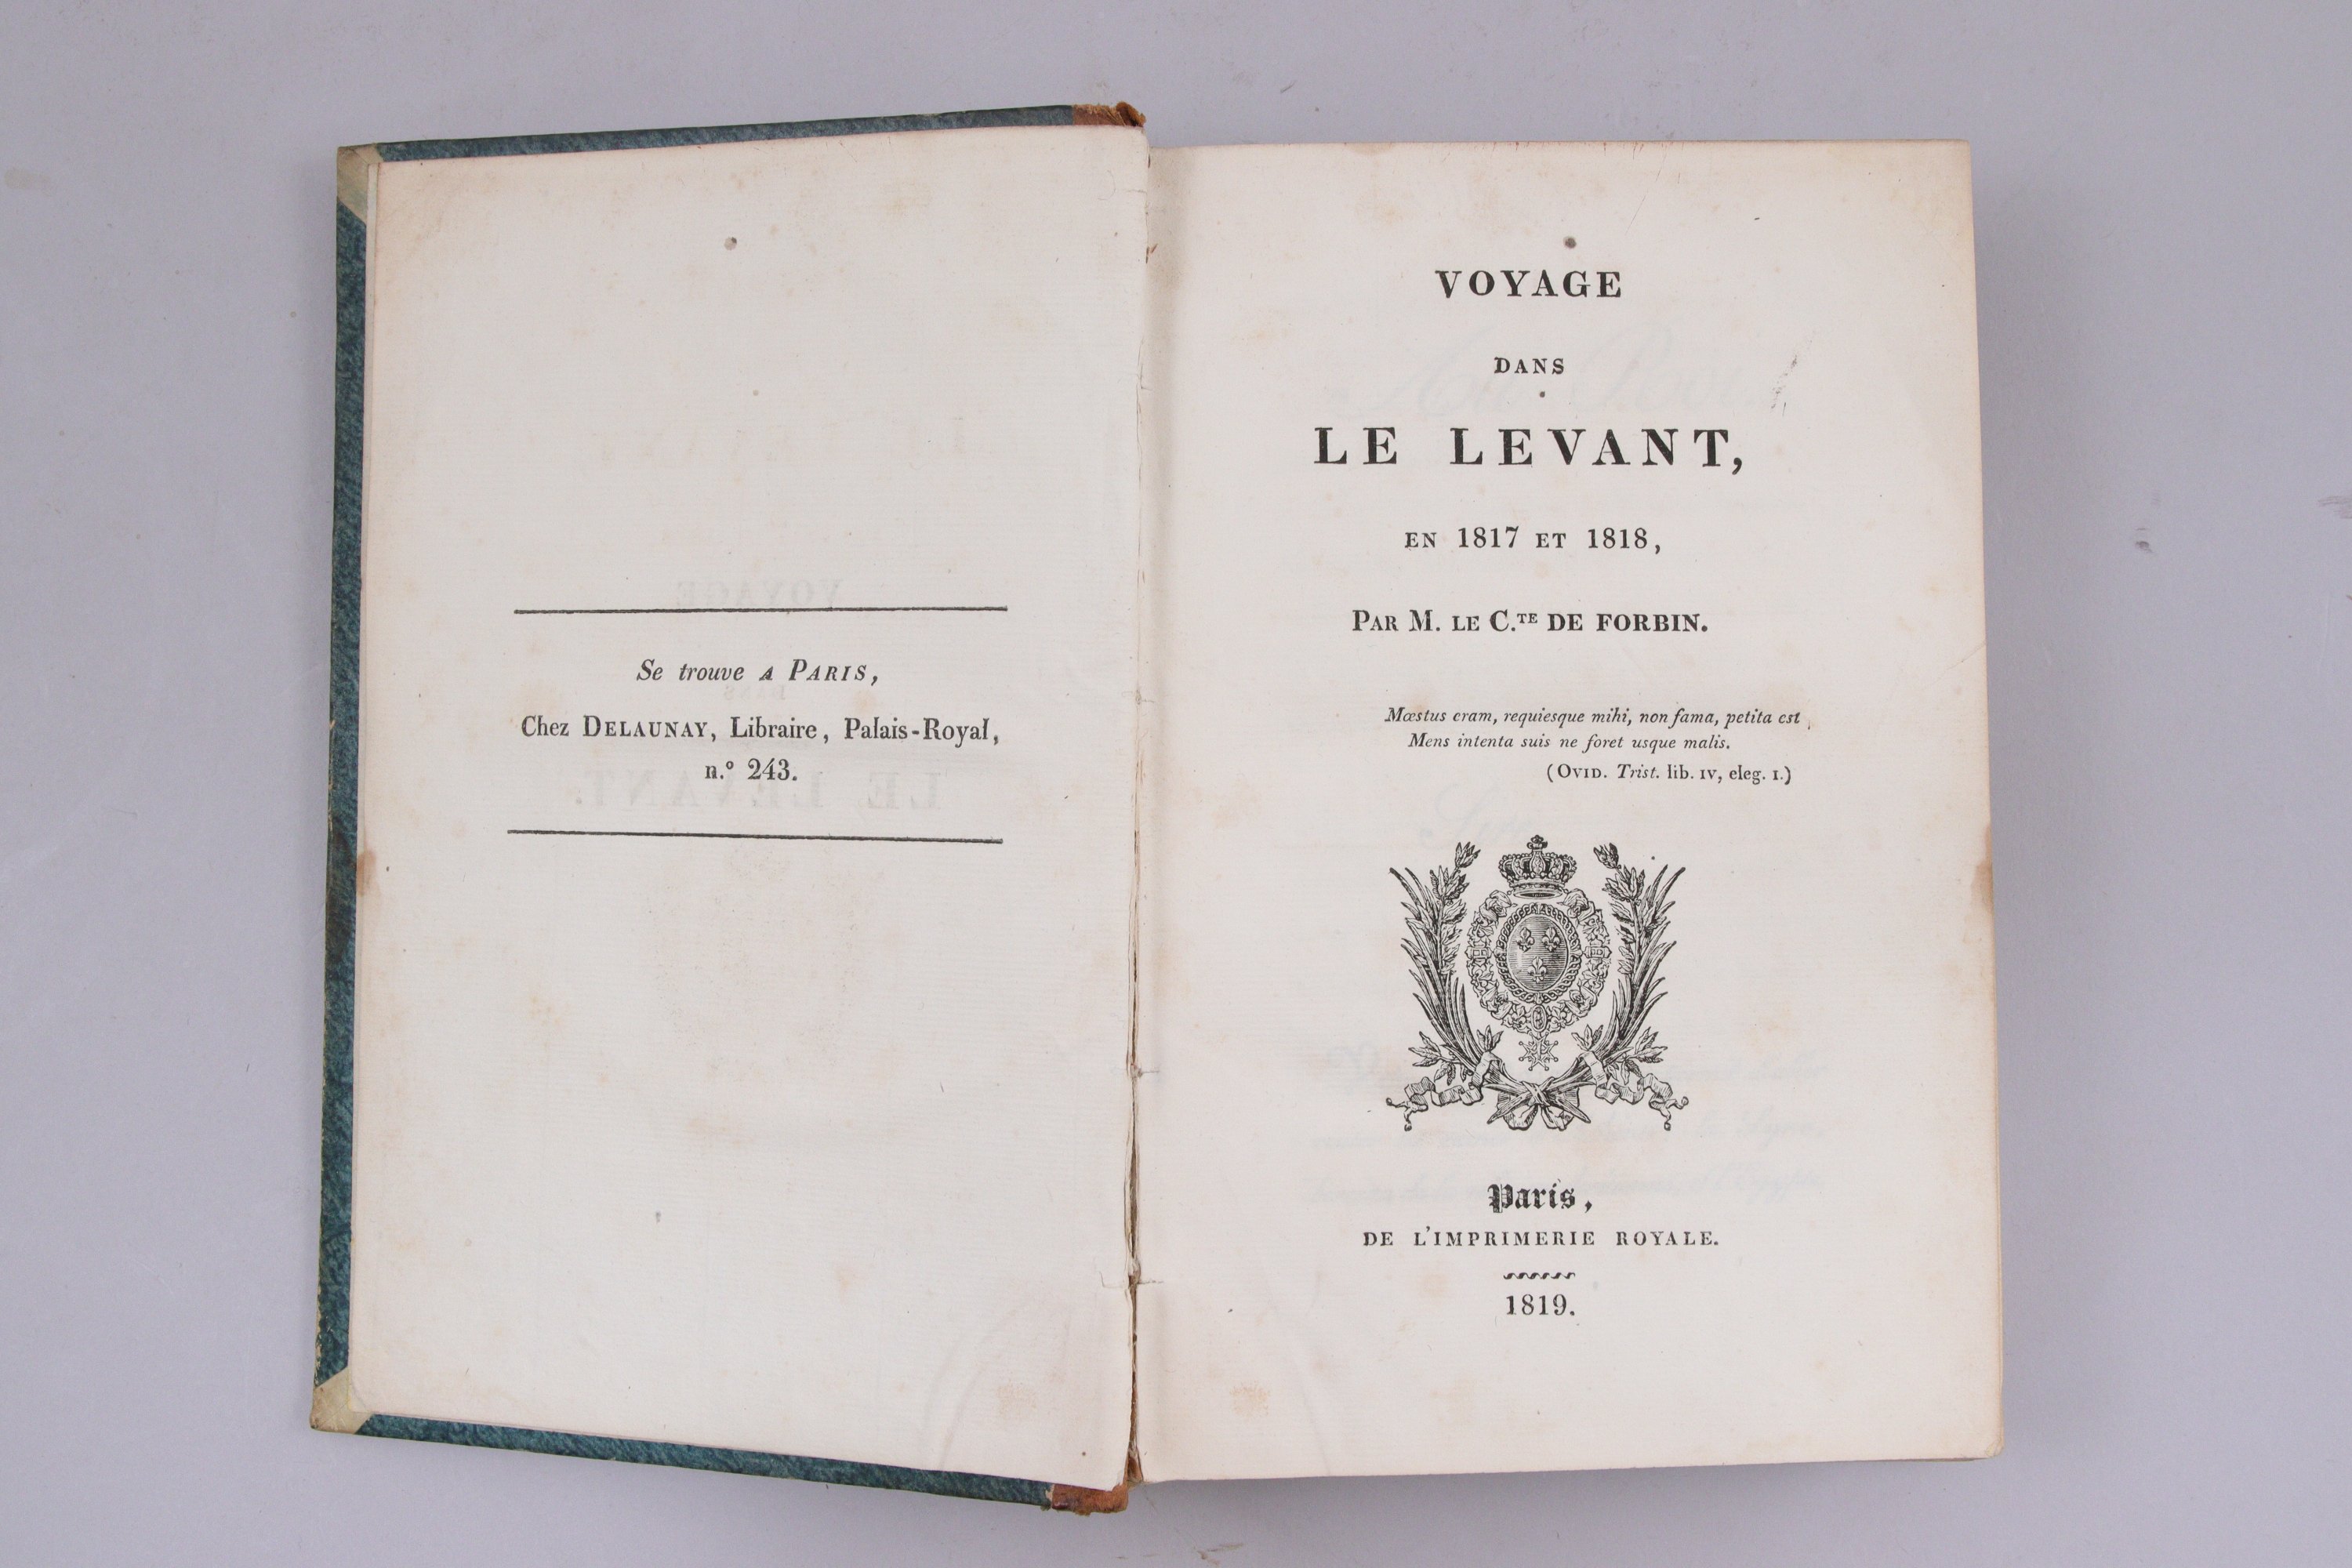 Se trouve A PARIS,
Chez DELAUNAY, Libraire, Palais-Royal,
n.° 243.
VOYAGE
DANS
LE LEVANT,
EN 1817 ET 1818,
PAR M. LE C.TE DE FORBIN.
Mœstus eram, requiesque mihi, non fama, petita est,
Mens intenta suis ne foret usque malis.
(OVID. Trist. lib. IV, eleg. I.)
Paris,
DE L'IMPRIMERIE ROYALE.
1819.